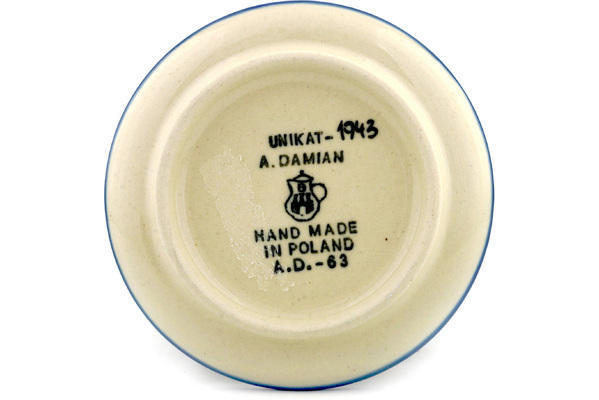 UNIKAT-1943
A. DAMIAN
HAND MADE
IN POLAND
A.D.-63